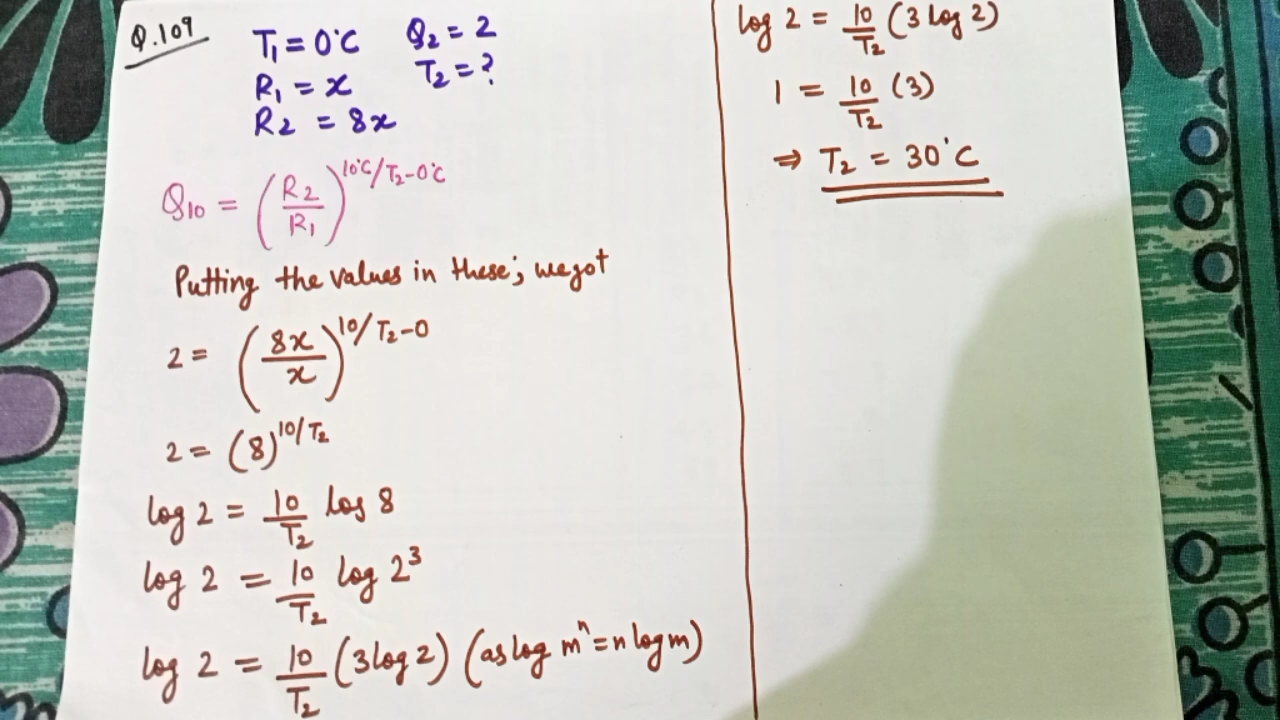 Q.109
T₁ = 0°C Q₂ = 2
R₁ = x T₂ = ?
R₂ = 8x
Q₁₀ = (R₂/R₁)^10°C/T₂-0°C
Putting the values in these; we got
2 = (8x/x)^10/T₂-0
2 = (8)^10/T₂
log 2 = 10/T₂ log 8
log 2 = 10/T₂ log 2³
log 2 = 10/T₂ (3 log 2) (as log mⁿ = n log m)
log 2 = 10/T₂ (3 log 2)
1 = 10/T₂ (3)
⇒ T₂ = 30°C